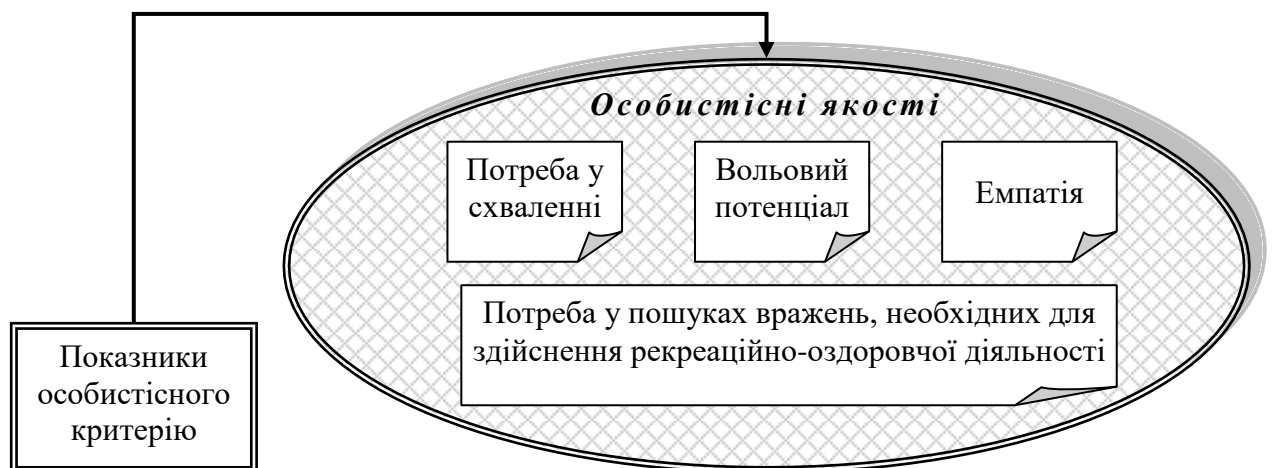 Особистісні якості
Потреба у
схваленні
Вольовий
потенціал
Емпатія
Потреба у пошуках вражень, необхідних для
здійснення рекреаційно-оздоровчої діяльності
Показники
особистісного
критерію